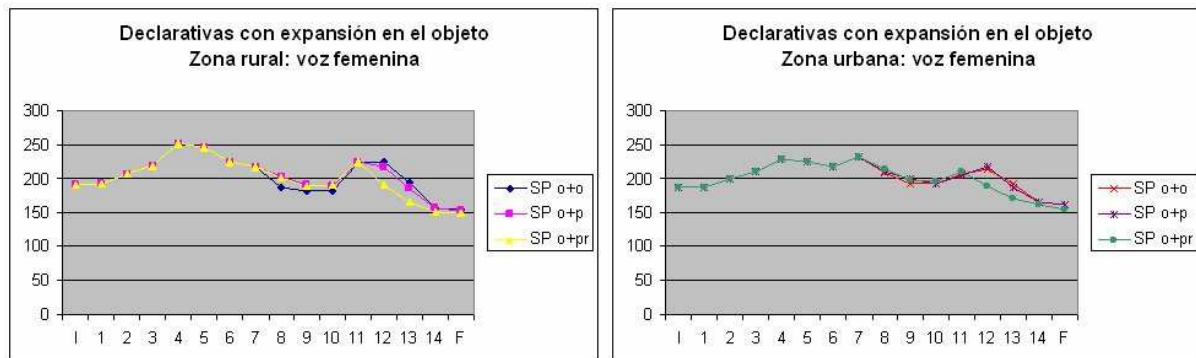 Declarativas con expansión en el objeto
Zona rural: voz femenina
300
250
200
150
100
50
0
I 1 2 3 4 5 6 7 8 9 10 11 12 13 14 F
SP o+o
SP o+p
SP o+pr
Declarativas con expansión en el objeto
Zona urbana: voz femenina
300
250
200
150
100
50
0
I 1 2 3 4 5 6 7 8 9 10 11 12 13 14 F
SP o+o
SP o+p
SP o+pr